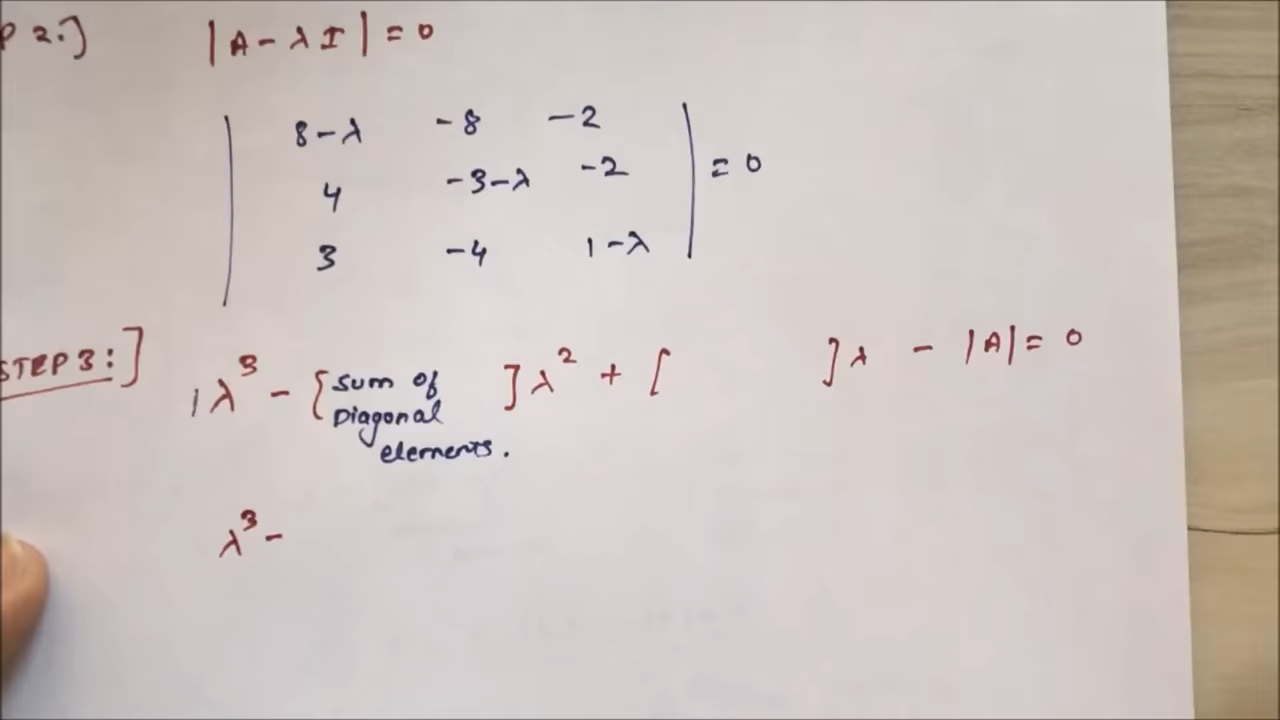 P 2:] |A - λI| = 0
| 8-λ -8 -2 |
| 4 -3-λ -2 | = 0
| 3 -4 1-λ |
STEP 3:] 1λ³ - [sum of ]λ² + [ ]λ - |A| = 0
Diagonal
elements.
λ³ -